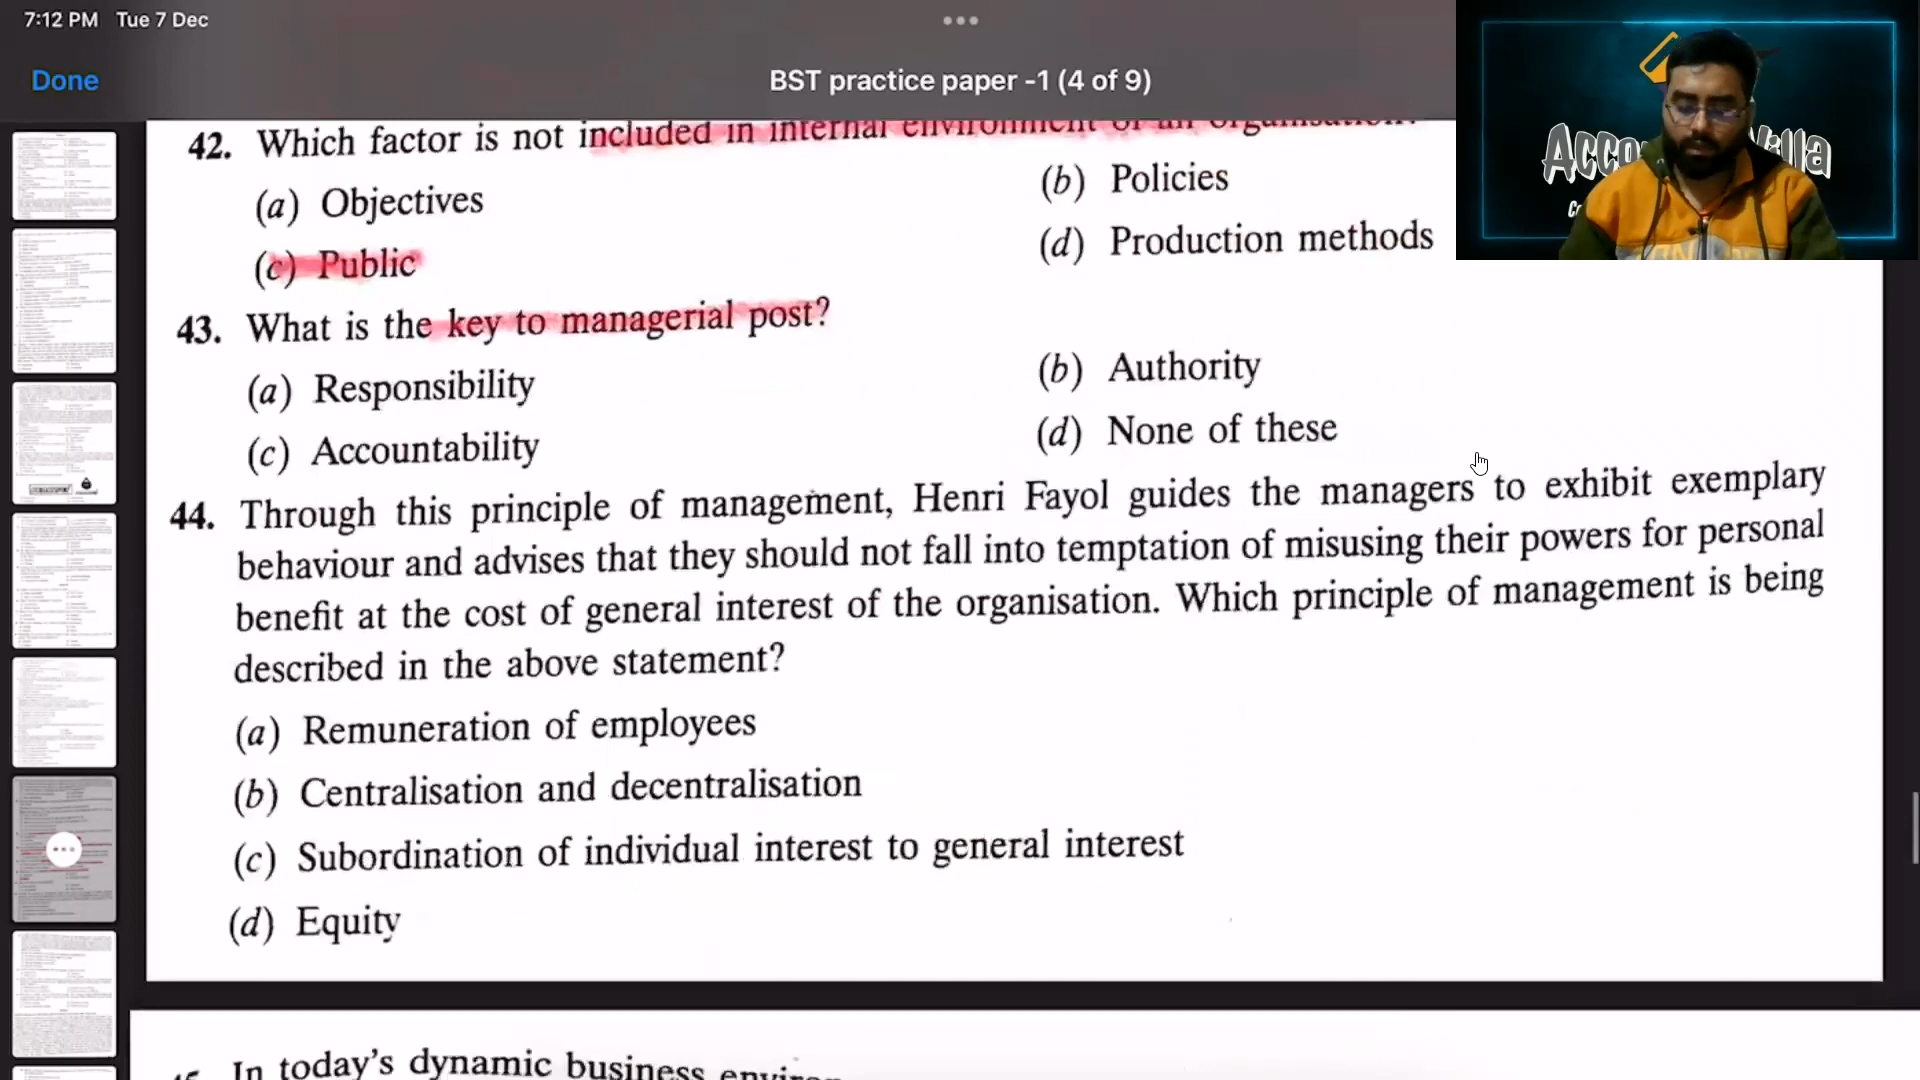 7:12 PM Tue 7 Dec
Done
BST practice paper -1 (4 of 9)
42. Which factor is not included in internal environment of an organisation?
(a) Objectives
(b) Policies
(c) Public
(d) Production methods
43. What is the key to managerial post?
(a) Responsibility
(b) Authority
(c) Accountability
(d) None of these
44. Through this principle of management, Henri Fayol guides the managers to exhibit exemplary
behaviour and advises that they should not fall into temptation of misusing their powers for personal
benefit at the cost of general interest of the organisation. Which principle of management is being
described in the above statement?
(a) Remuneration of employees
(b) Centralisation and decentralisation
(c) Subordination of individual interest to general interest
(d) Equity
In today's dynamic business